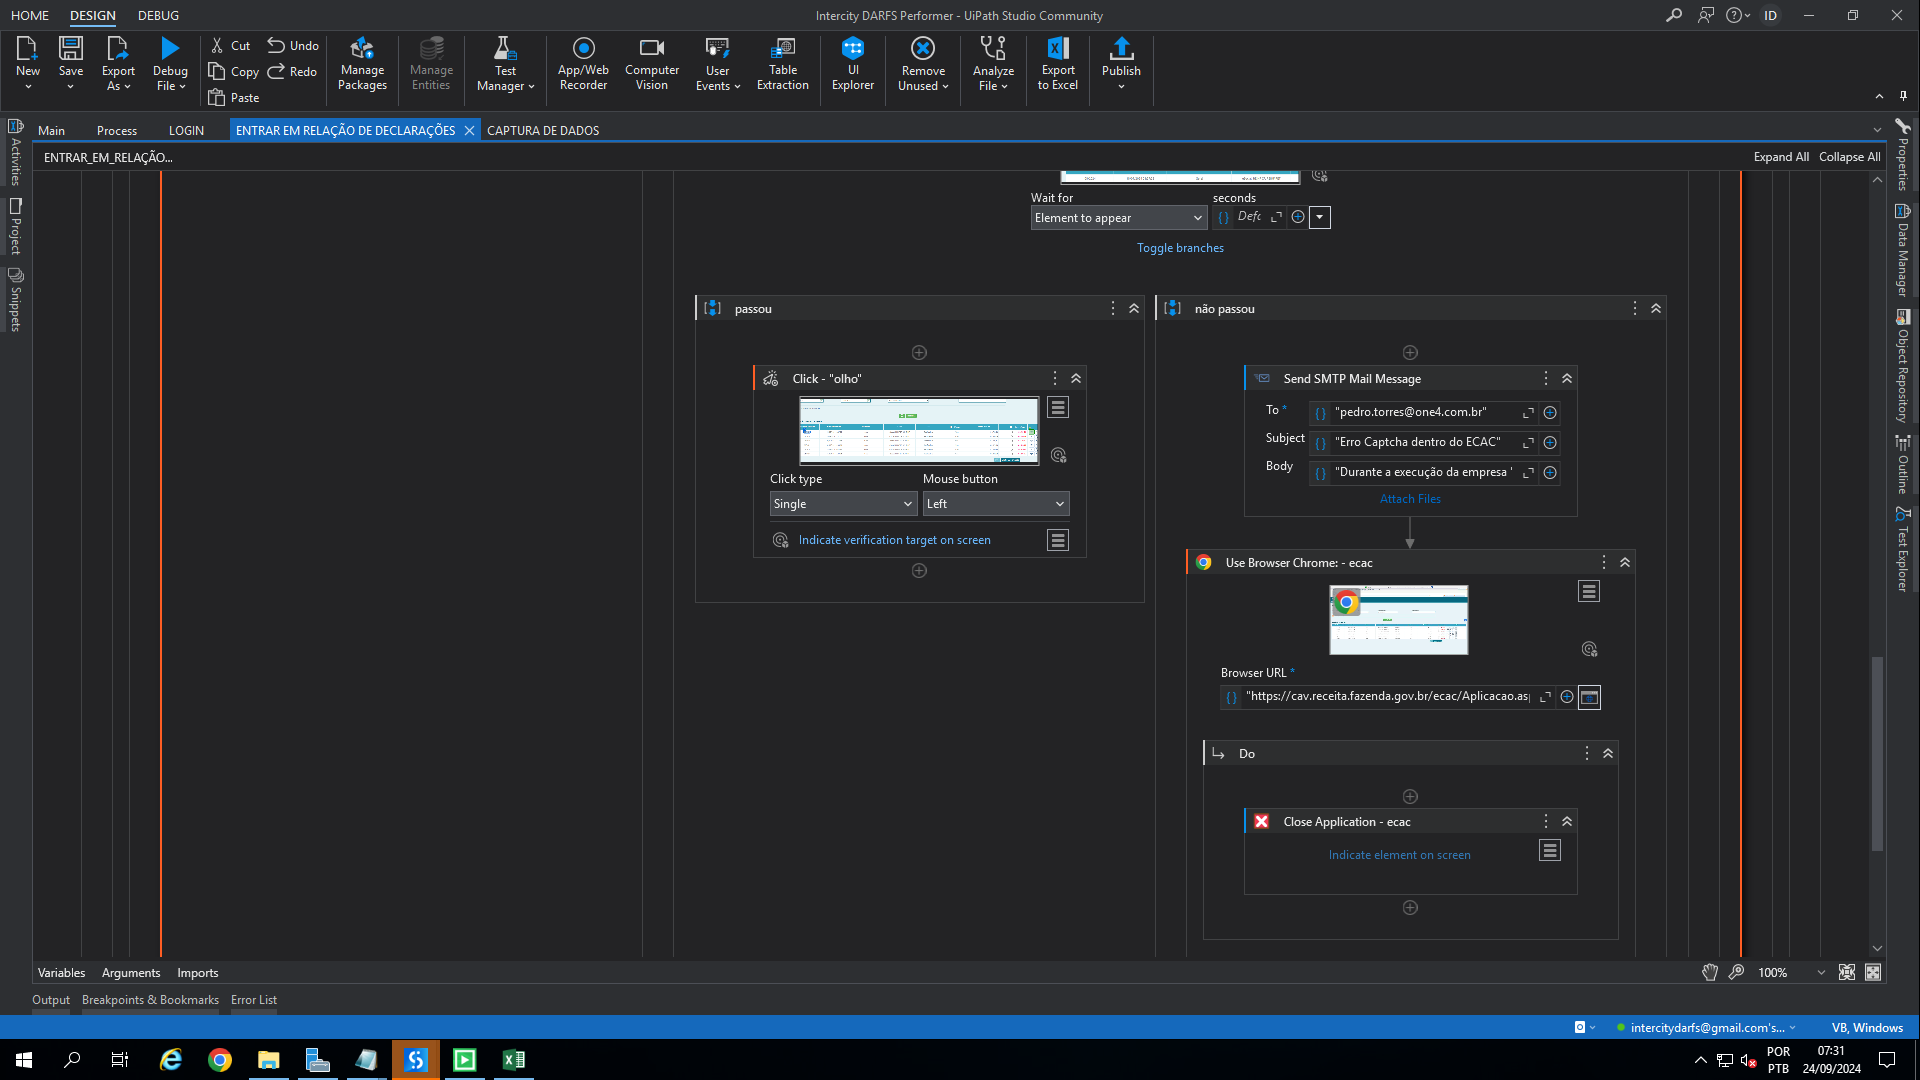 HOME DESIGN DEBUG
Intercity DARFS Performer - UiPath Studio Community
ID
New
Save
Export As
Debug File
Cut
Copy
Paste
Undo
Redo
Manage Packages
Manage Entities
Test Manager
App/Web Recorder
Computer Vision
User Events
Table Extraction
UI Explorer
Remove Unused
Analyze File
Export to Excel
Publish
Main
Process
LOGIN
ENTRAR EM RELAÇÃO DE DECLARAÇÕES
CAPTURA DE DADOS
ENTRAR_EM_RELAÇÃO...
Expand All Collapse All
Activities
Project
Snippets
Properties
Data Manager
Object Repository
Outline
Test Explorer
Wait for
seconds
Element to appear
Toggle branches
passou
Click - "olho"
Click type
Mouse button
Single
Left
Indicate verification target on screen
não passou
Send SMTP Mail Message
To *
"pedro.torres@one4.com.br"
Subject
"Erro Captcha dentro do ECAC"
Body
"Durante a execução da empresa "
Attach Files
Use Browser Chrome: - ecac
Browser URL *
"https://cav.receita.fazenda.gov.br/ecac/Aplicacao.as
Do
Close Application - ecac
Indicate element on screen
Variables Arguments Imports
100%
Output Breakpoints & Bookmarks Error List
intercitydarfs@gmail.com's...
VB, Windows
POR
PTB
07:31
24/09/2024